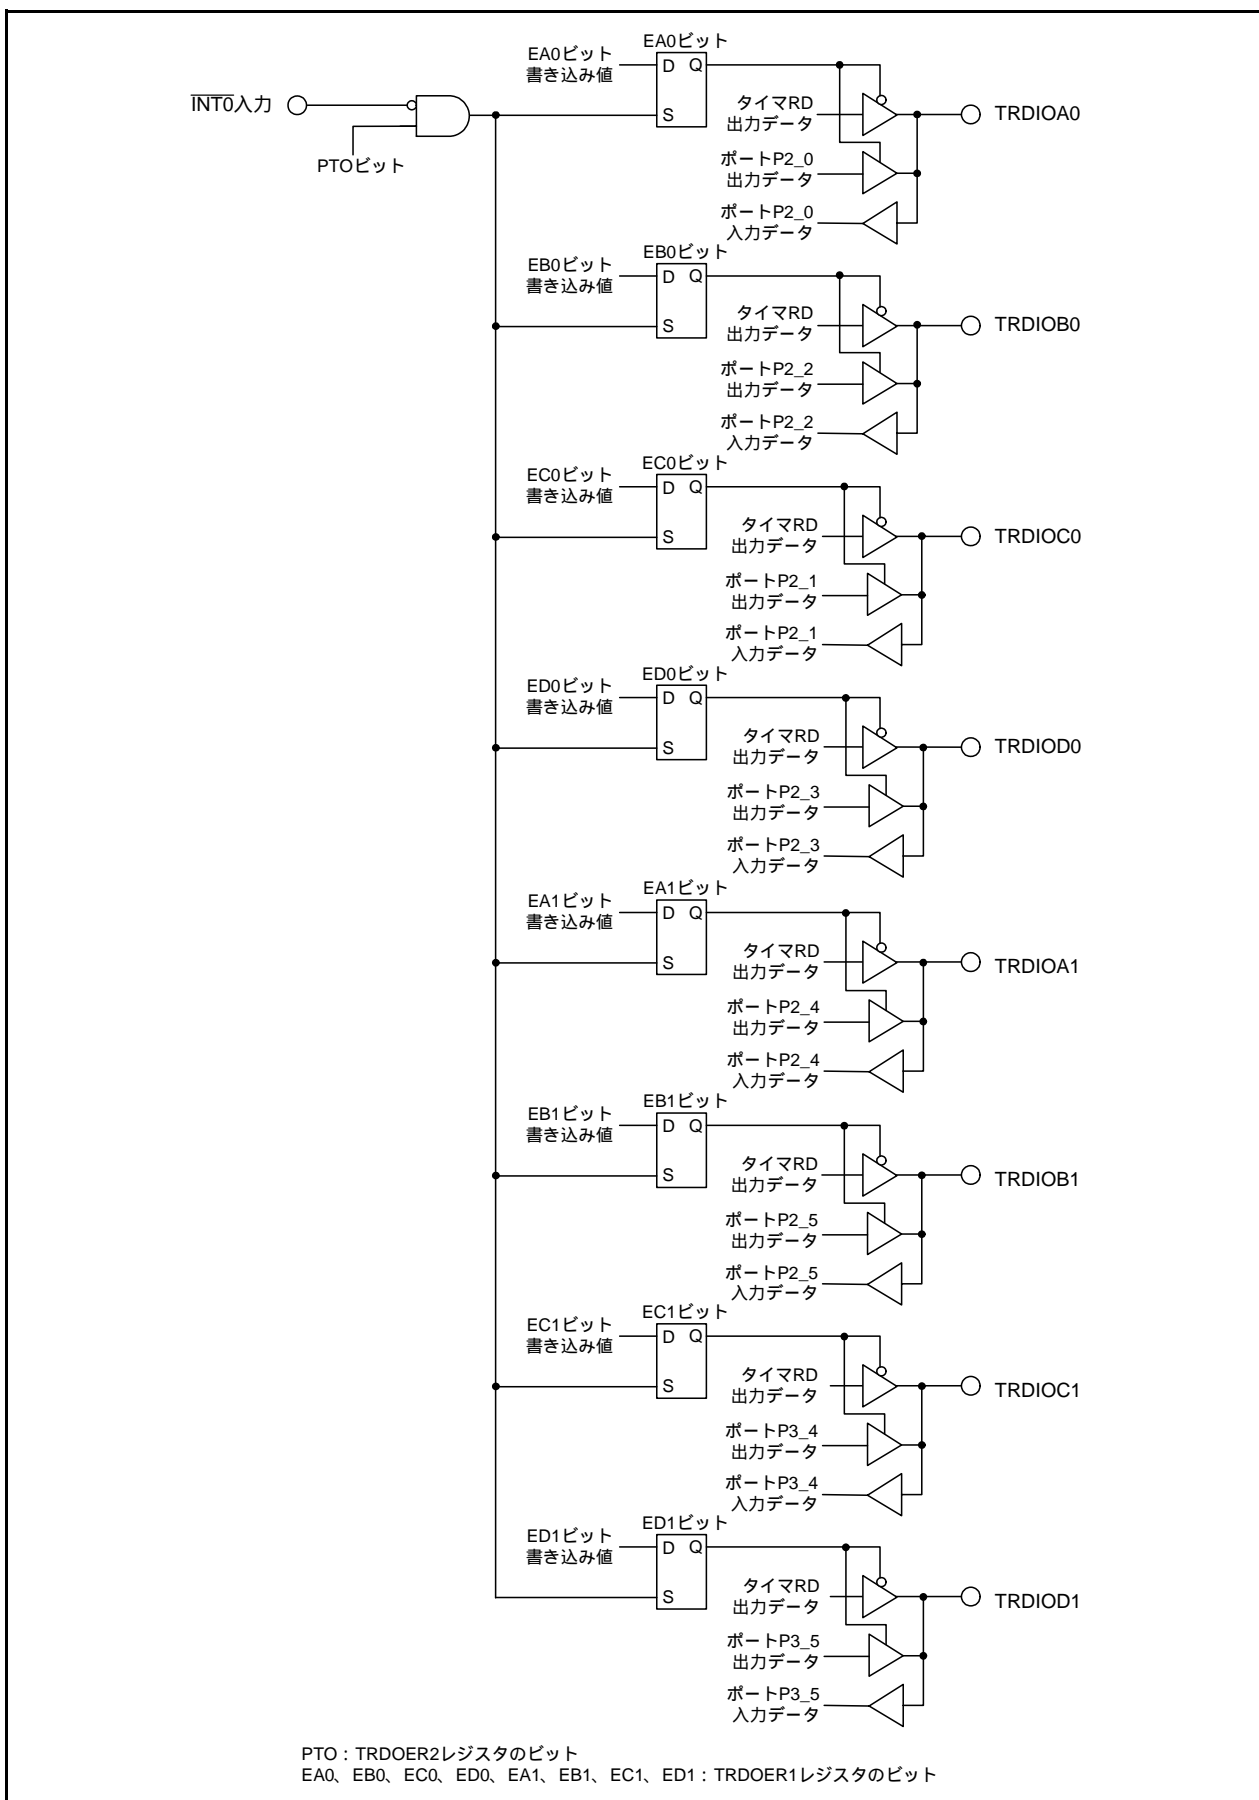 EA0ビット
EA0ビット
書き込み値
D Q
S
INT0入力
PTOビット
タイマRD
出力データ
TRDIOA0
ポートP2_0
出力データ
ポートP2_0
入力データ
EB0ビット
EB0ビット
書き込み値
D Q
S
タイマRD
出力データ
TRDIOB0
ポートP2_2
出力データ
ポートP2_2
入力データ
EC0ビット
EC0ビット
書き込み値
D Q
S
タイマRD
出力データ
TRDIOC0
ポートP2_1
出力データ
ポートP2_1
入力データ
ED0ビット
ED0ビット
書き込み値
D Q
S
タイマRD
出力データ
TRDIOD0
ポートP2_3
出力データ
ポートP2_3
入力データ
EA1ビット
EA1ビット
書き込み値
D Q
S
タイマRD
出力データ
TRDIOA1
ポートP2_4
出力データ
ポートP2_4
入力データ
EB1ビット
EB1ビット
書き込み値
D Q
S
タイマRD
出力データ
TRDIOB1
ポートP2_5
出力データ
ポートP2_5
入力データ
EC1ビット
EC1ビット
書き込み値
D Q
S
タイマRD
出力データ
TRDIOC1
ポートP3_4
出力データ
ポートP3_4
入力データ
ED1ビット
ED1ビット
書き込み値
D Q
S
タイマRD
出力データ
TRDIOD1
ポートP3_5
出力データ
ポートP3_5
入力データ
PTO：TRDOER2レジスタのビット
EA0、EB0、EC0、ED0、EA1、EB1、EC1、ED1：TRDOER1レジスタのビット